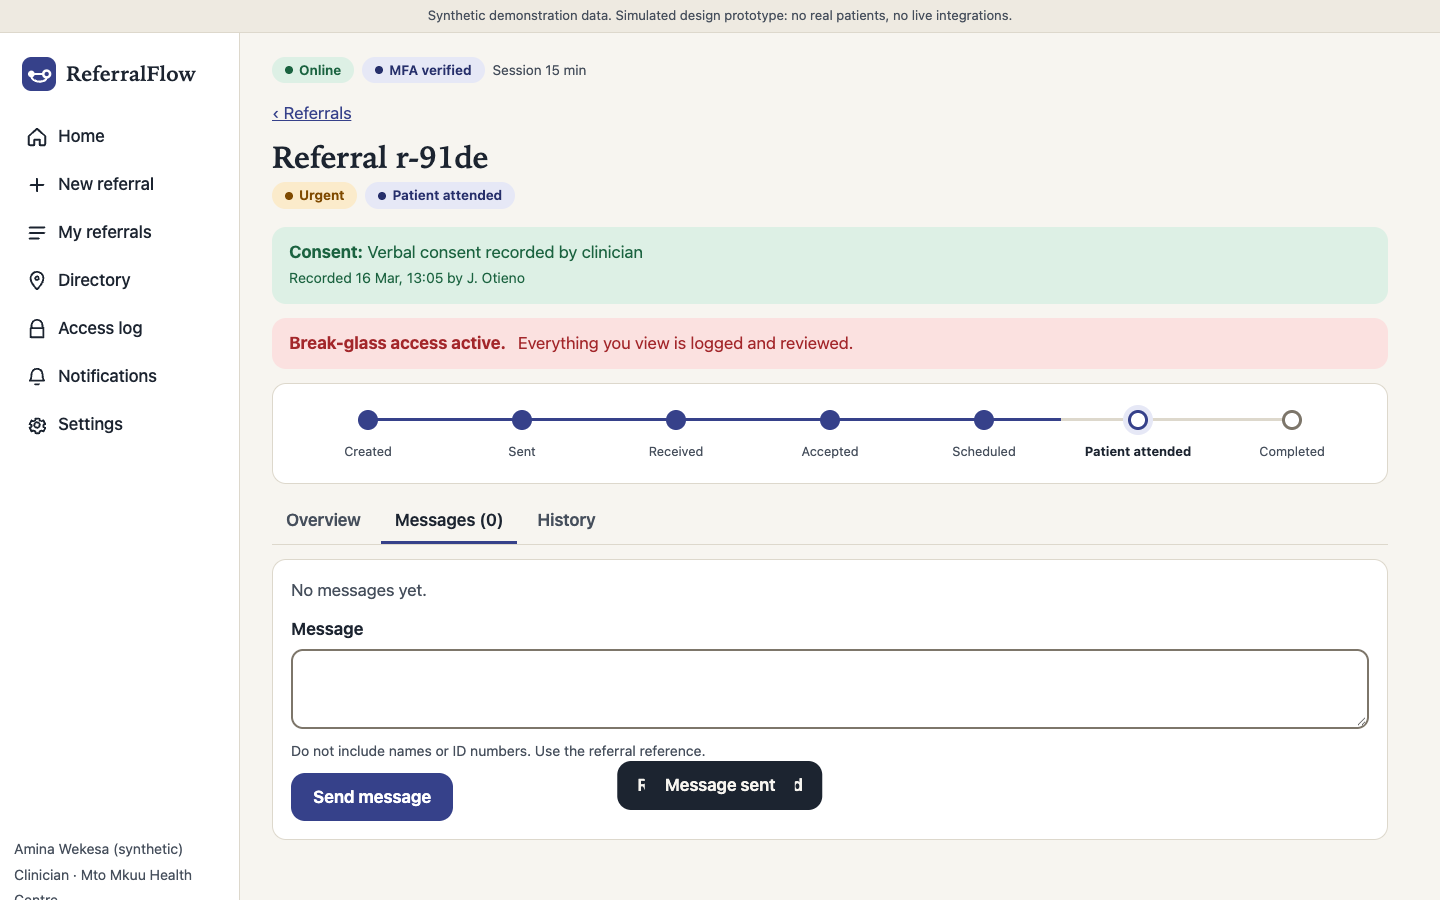 Synthetic demonstration data. Simulated design prototype: no real patients, no live integrations.
ReferralFlow
Home
New referral
My referrals
Directory
Access log
Notifications
Settings
Amina Wekesa (synthetic)
Clinician · Mto Mkuu Health
Centre
Online
MFA verified
Session 15 min
‹ Referrals
Referral r-91de
Urgent
Patient attended
Consent: Verbal consent recorded by clinician
Recorded 16 Mar, 13:05 by J. Otieno
Break-glass access active. Everything you view is logged and reviewed.
Created
Sent
Received
Accepted
Scheduled
Patient attended
Completed
Overview
Messages (0)
History
No messages yet.
Message
Do not include names or ID numbers. Use the referral reference.
Send message
Message sent